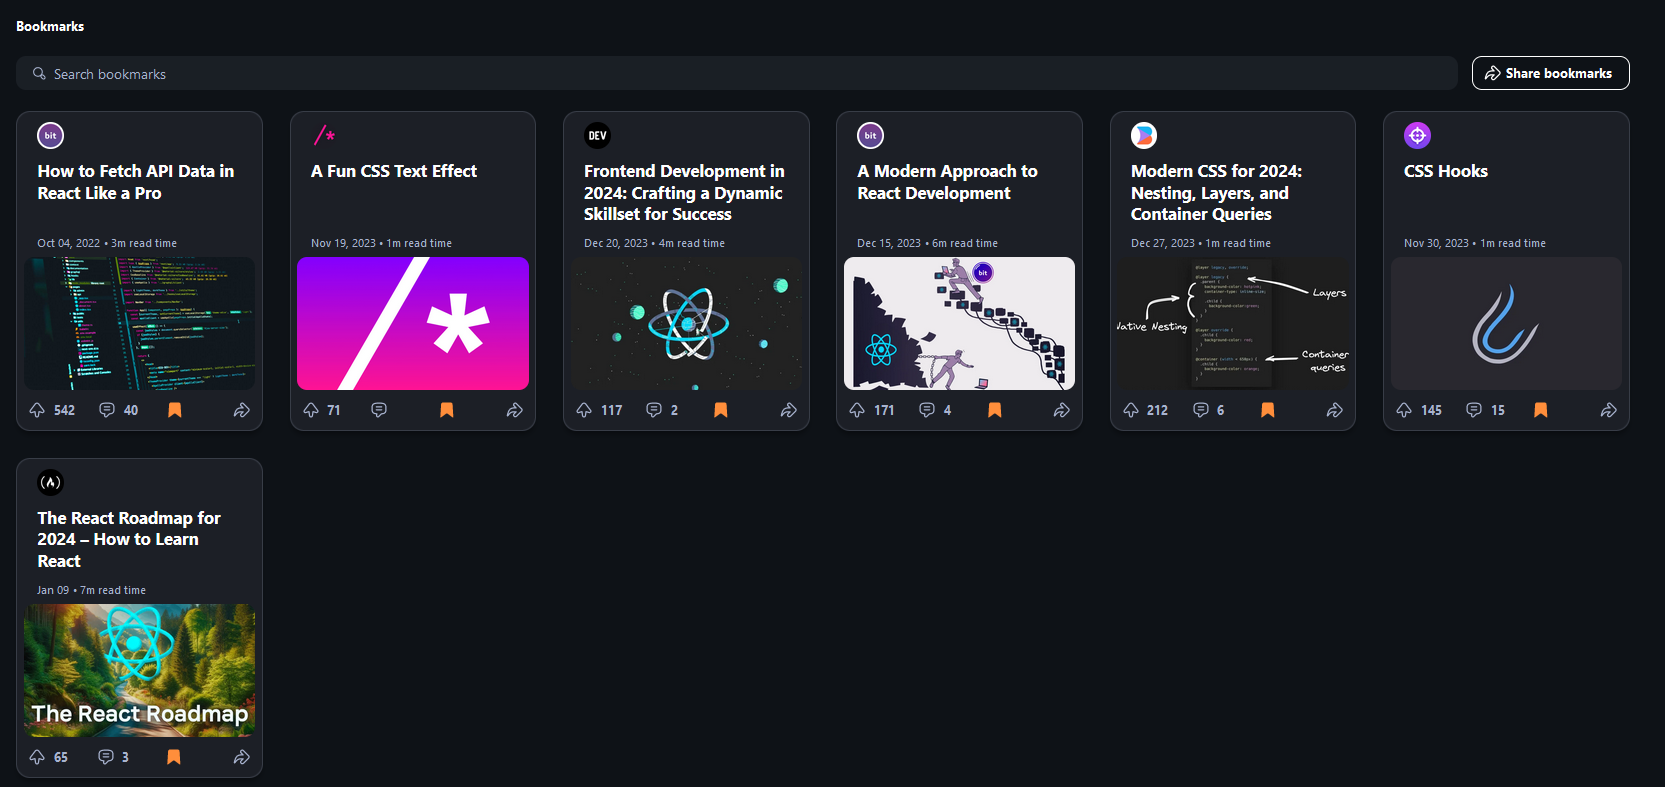 Bookmarks
Search bookmarks
Share bookmarks
bit
How to Fetch API Data in
React Like a Pro
Oct 04, 2022 • 3m read time
542
40
/*
A Fun CSS Text Effect
Nov 19, 2023 • 1m read time
/*
71
DEV
Frontend Development in
2024: Crafting a Dynamic
Skillset for Success
Dec 20, 2023 • 4m read time
117
2
bit
A Modern Approach to
React Development
Dec 15, 2023 • 6m read time
bit
171
4
Modern CSS for 2024:
Nesting, Layers, and
Container Queries
Dec 27, 2023 • 1m read time
Layers
Native Nesting
Container
queries
212
6
CSS Hooks
Nov 30, 2023 • 1m read time
145
15
The React Roadmap for
2024 – How to Learn
React
Jan 09 • 7m read time
The React Roadmap
65
3